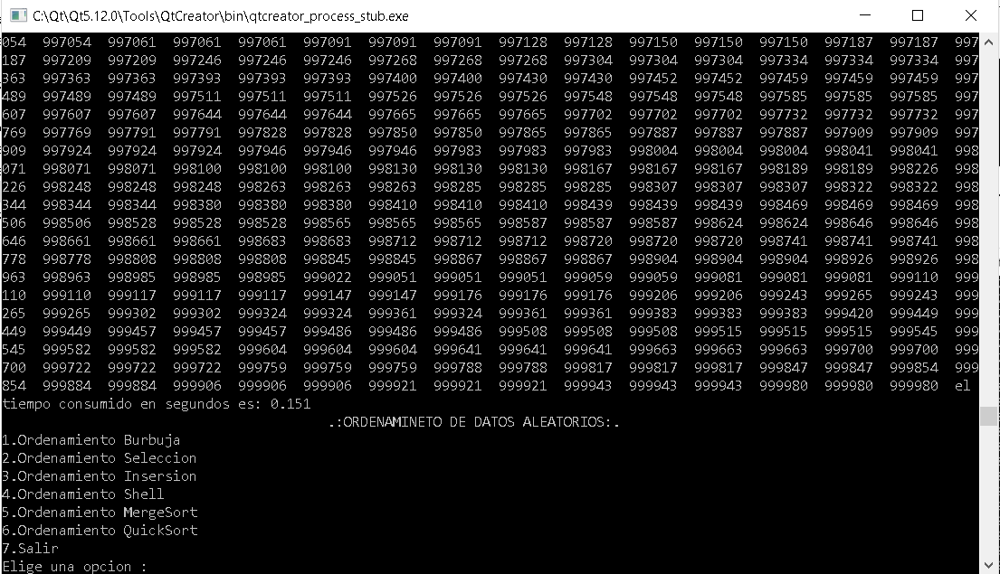 C:\Qt\Qt5.12.0\Tools\QtCreator\bin\qtcreator_process_stub.exe
054 997054 997061 997061 997061 997091 997091 997091 997128 997128 997150 997150 997150 997187 997187 997
187 997209 997209 997246 997246 997246 997268 997268 997268 997304 997304 997304 997334 997334 997334 997
363 997363 997363 997393 997393 997393 997400 997400 997430 997430 997452 997452 997459 997459 997459 997
489 997489 997489 997511 997511 997511 997526 997526 997526 997548 997548 997548 997585 997585 997585 997
607 997607 997607 997644 997644 997644 997665 997665 997665 997702 997702 997732 997732 997732 997732 997
769 997769 997791 997791 997828 997828 997850 997850 997865 997865 997887 997887 997887 997909 997909 997
909 997924 997924 997924 997946 997946 997946 997983 997983 997983 998004 998004 998004 998041 998041 998
071 998071 998071 998100 998100 998100 998130 998130 998130 998167 998167 998167 998189 998189 998226 998
226 998248 998248 998248 998263 998263 998263 998285 998285 998285 998307 998307 998307 998322 998322 998
344 998344 998344 998380 998380 998380 998410 998410 998410 998439 998439 998439 998469 998469 998469 998
506 998506 998528 998528 998528 998565 998565 998565 998587 998587 998587 998624 998624 998646 998646 998
646 998661 998661 998661 998683 998683 998712 998712 998712 998720 998720 998720 998741 998741 998741 998
778 998778 998808 998808 998808 998845 998845 998867 998867 998867 998904 998904 998904 998926 998926 998
963 998963 998985 998985 998985 999022 999051 999051 999051 999059 999059 999081 999081 999081 999110 999
110 999110 999117 999117 999117 999147 999147 999176 999176 999176 999206 999206 999243 999265 999243 999
265 999265 999302 999302 999324 999324 999361 999324 999361 999361 999383 999383 999383 999420 999449 999
449 999449 999457 999457 999457 999486 999486 999486 999508 999508 999508 999515 999515 999515 999545 999
545 999582 999582 999582 999604 999604 999604 999641 999641 999641 999663 999663 999663 999700 999700 999
700 999722 999722 999722 999759 999759 999759 999788 999788 999817 999817 999817 999847 999847 999854 999
854 999884 999884 999906 999906 999906 999921 999921 999921 999943 999943 999943 999980 999980 999980 el
tiempo consumido en segundos es: 0.151
.:ORDENAMINETO DE DATOS ALEATORIOS:.
1.Ordenamiento Burbuja
2.Ordenamiento Seleccion
3.Ordenamiento Insersion
4.Ordenamiento Shell
5.Ordenamiento MergeSort
6.Ordenamiento QuickSort
7.Salir
Elige una opcion :